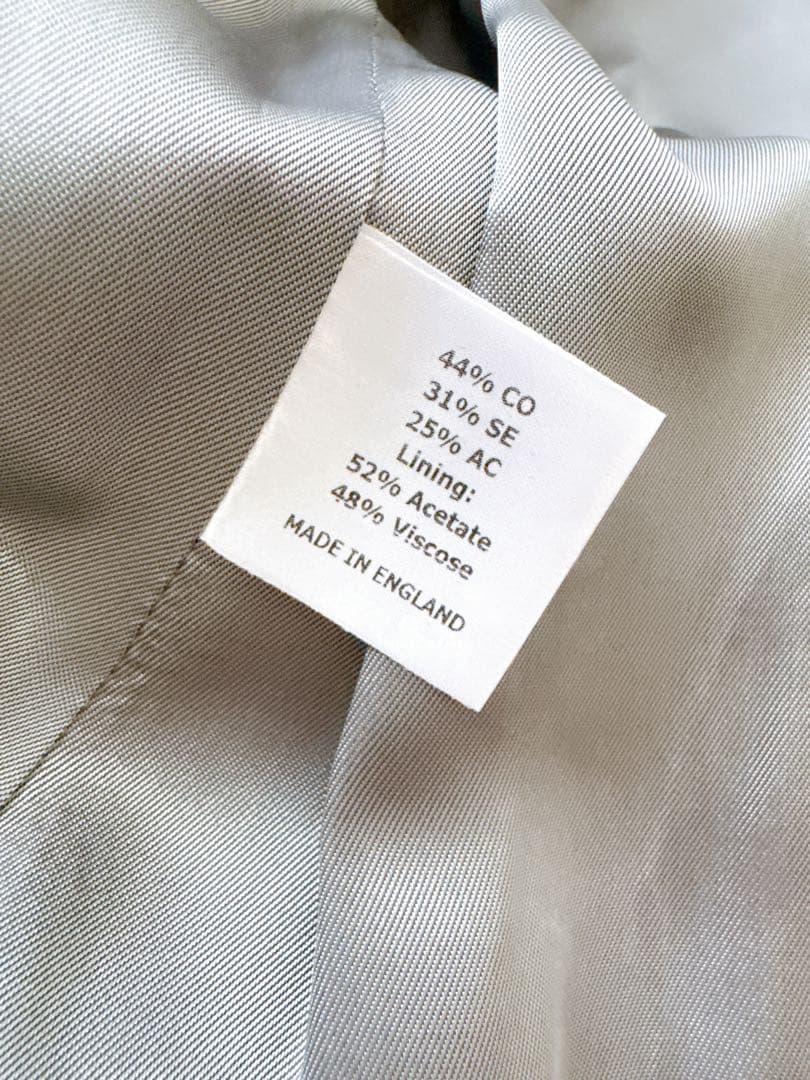 44% CO
31% SE
25% AC
Lining:
52% Acetate
48% Viscose
MADE IN ENGLAND